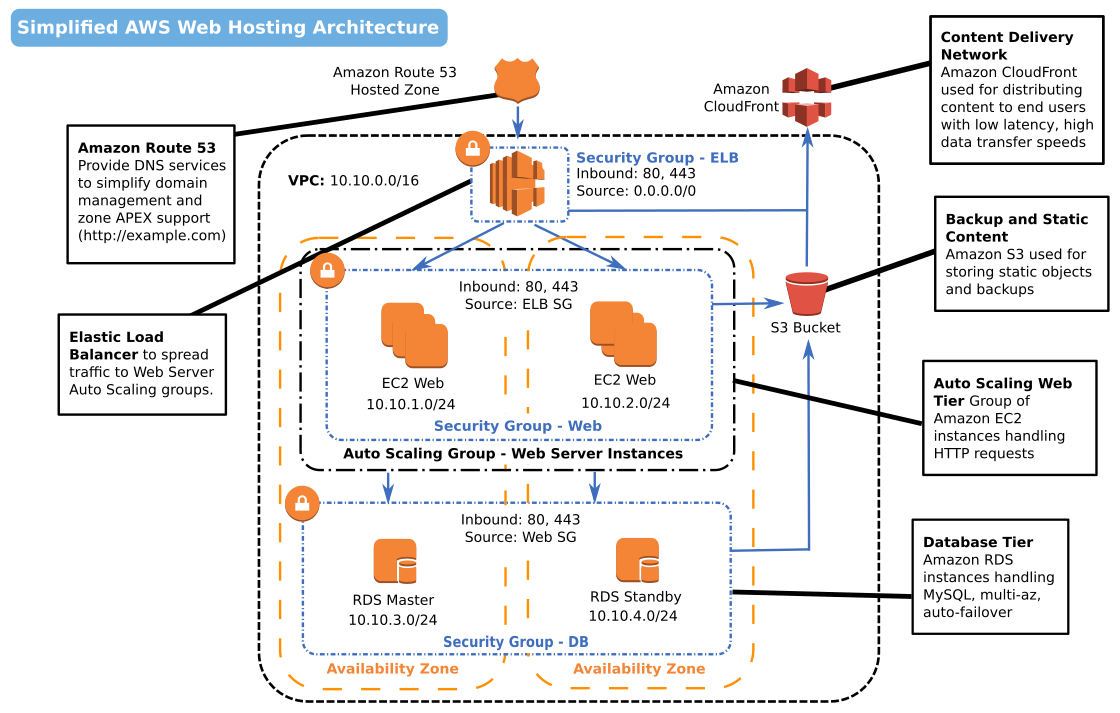 Simplified AWS Web Hosting Architecture
Amazon Route 53
Hosted Zone
Amazon
CloudFront
Content Delivery
Network
Amazon CloudFront
used for distributing
content to end users
with low latency, high
data transfer speeds
Amazon Route 53
Provide DNS services
to simplify domain
management and
zone APEX support
(http://example.com)
VPC: 10.10.0.0/16
Security Group - ELB
Inbound: 80, 443
Source: 0.0.0.0/0
Backup and Static
Content
Amazon S3 used for
storing static objects
and backups
S3 Bucket
Elastic Load
Balancer to spread
traffic to Web Server
Auto Scaling groups.
Inbound: 80, 443
Source: ELB SG
EC2 Web
10.10.1.0/24
EC2 Web
10.10.2.0/24
Security Group - Web
Auto Scaling Group - Web Server Instances
Auto Scaling Web
Tier Group of
Amazon EC2
instances handling
HTTP requests
Inbound: 80, 443
Source: Web SG
RDS Master
10.10.3.0/24
RDS Standby
10.10.4.0/24
Security Group - DB
Availability Zone
Availability Zone
Database Tier
Amazon RDS
instances handling
MySQL, multi-az,
auto-failover